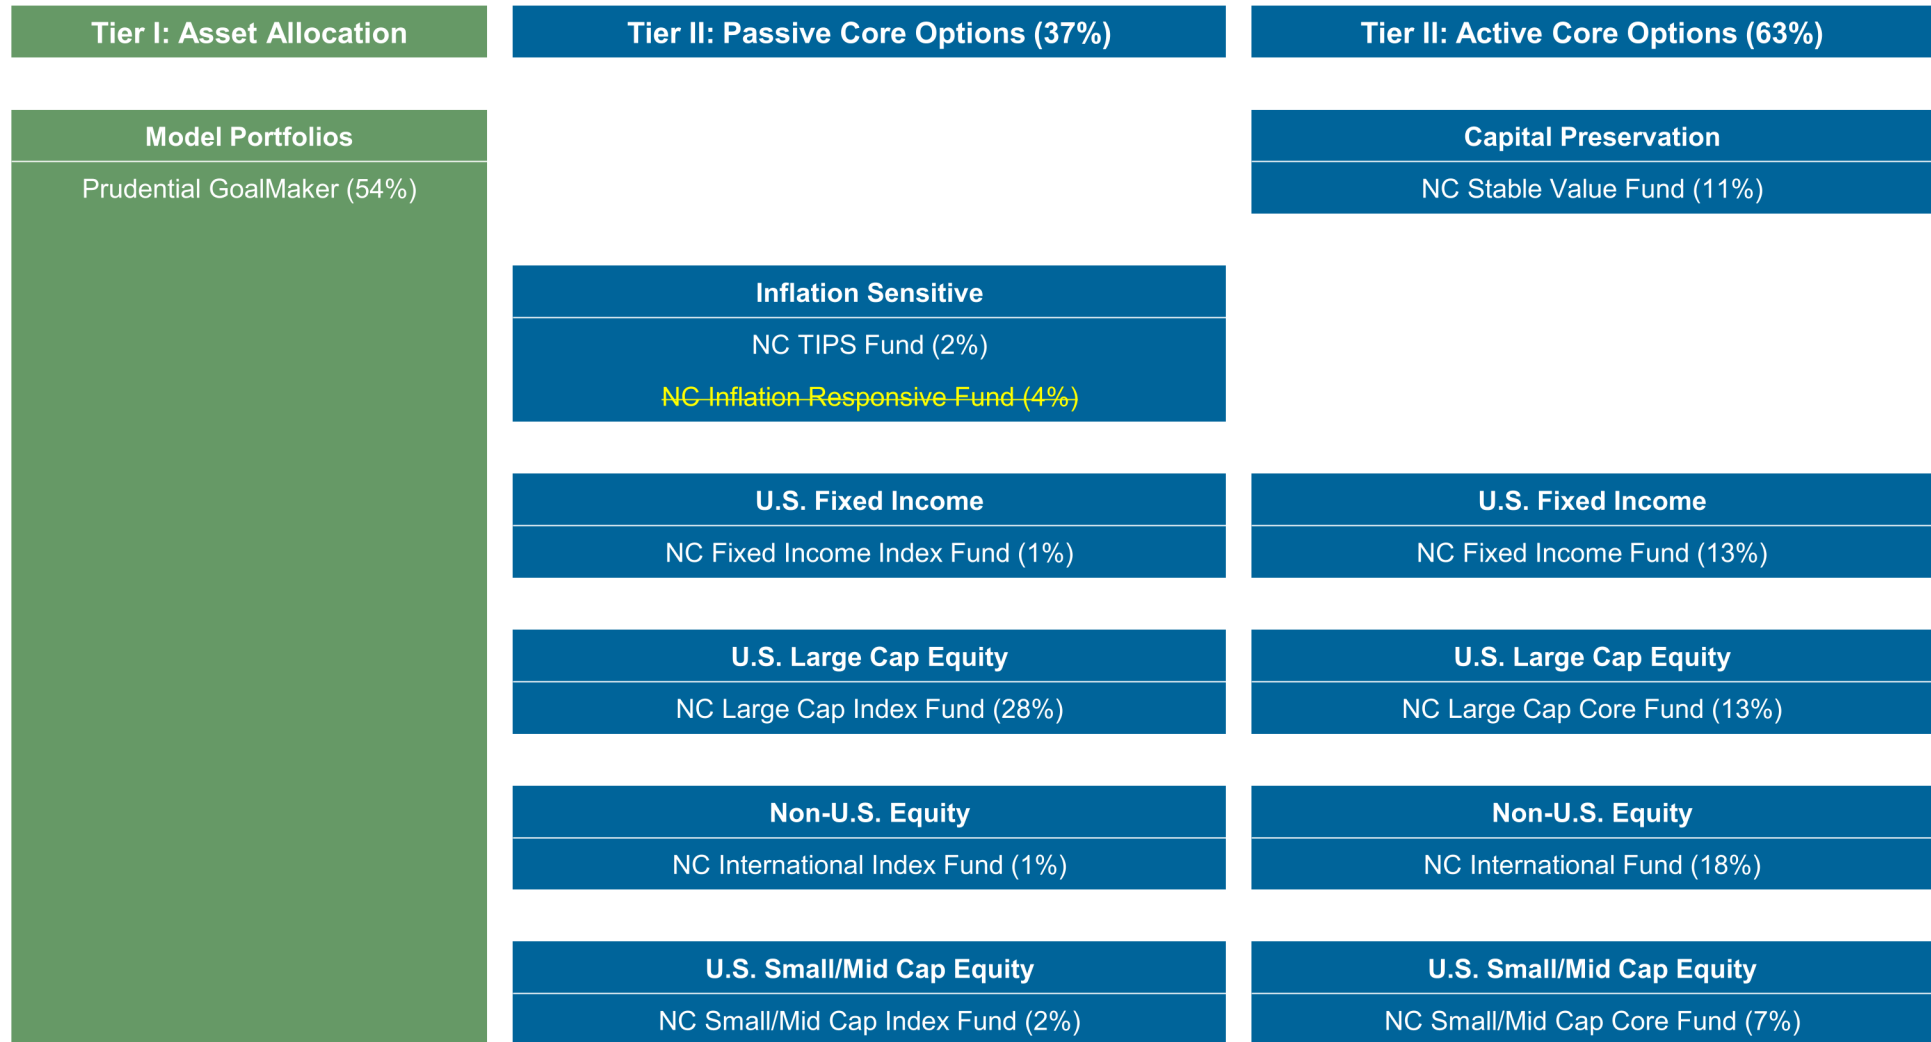 Tier I: Asset Allocation
Tier II: Passive Core Options (37%)
Tier II: Active Core Options (63%)
Model Portfolios
Prudential GoalMaker (54%)
Capital Preservation
NC Stable Value Fund (11%)
Inflation Sensitive
NC TIPS Fund (2%)
NC Inflation Responsive Fund (4%)
U.S. Fixed Income
NC Fixed Income Index Fund (1%)
U.S. Fixed Income
NC Fixed Income Fund (13%)
U.S. Large Cap Equity
NC Large Cap Index Fund (28%)
U.S. Large Cap Equity
NC Large Cap Core Fund (13%)
Non-U.S. Equity
NC International Index Fund (1%)
Non-U.S. Equity
NC International Fund (18%)
U.S. Small/Mid Cap Equity
NC Small/Mid Cap Index Fund (2%)
U.S. Small/Mid Cap Equity
NC Small/Mid Cap Core Fund (7%)